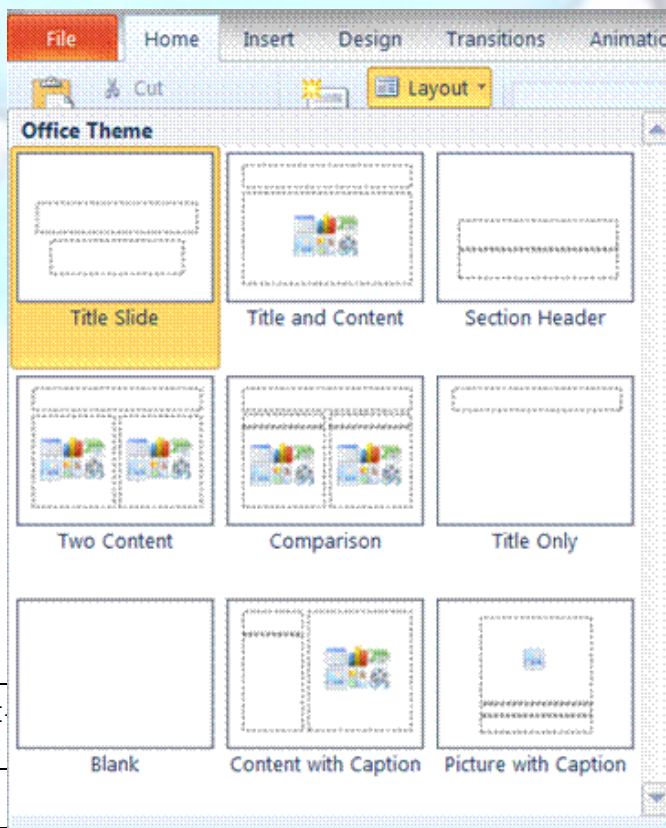 File Home Insert Design Transitions Animatio
Cut Layout
Office Theme
Title Slide Title and Content Section Header
Two Content Comparison Title Only
Blank Content with Caption Picture with Caption